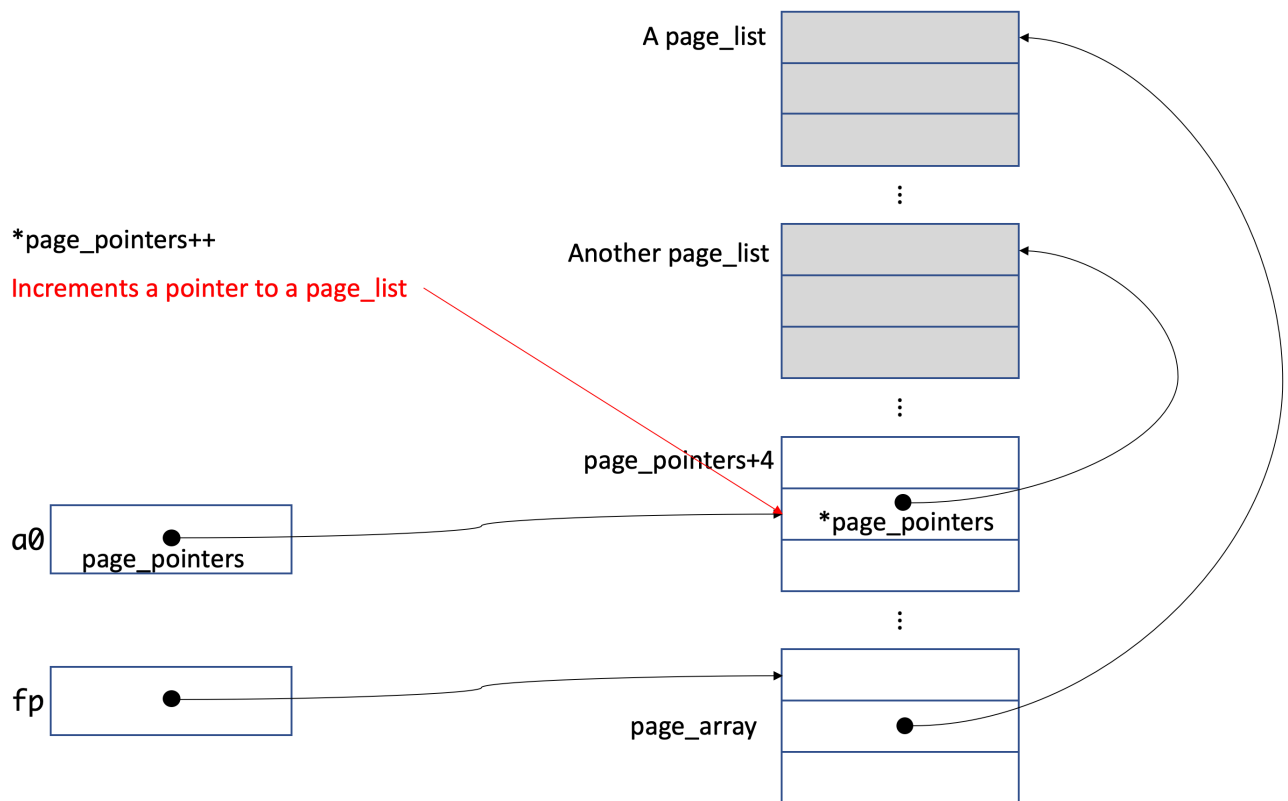 A page_list
⋮
*page_pointers++
Another page_list
Increments a pointer to a page_list
⋮
page_pointers+4
*page_pointers
a0
page_pointers
⋮
fp
page_array